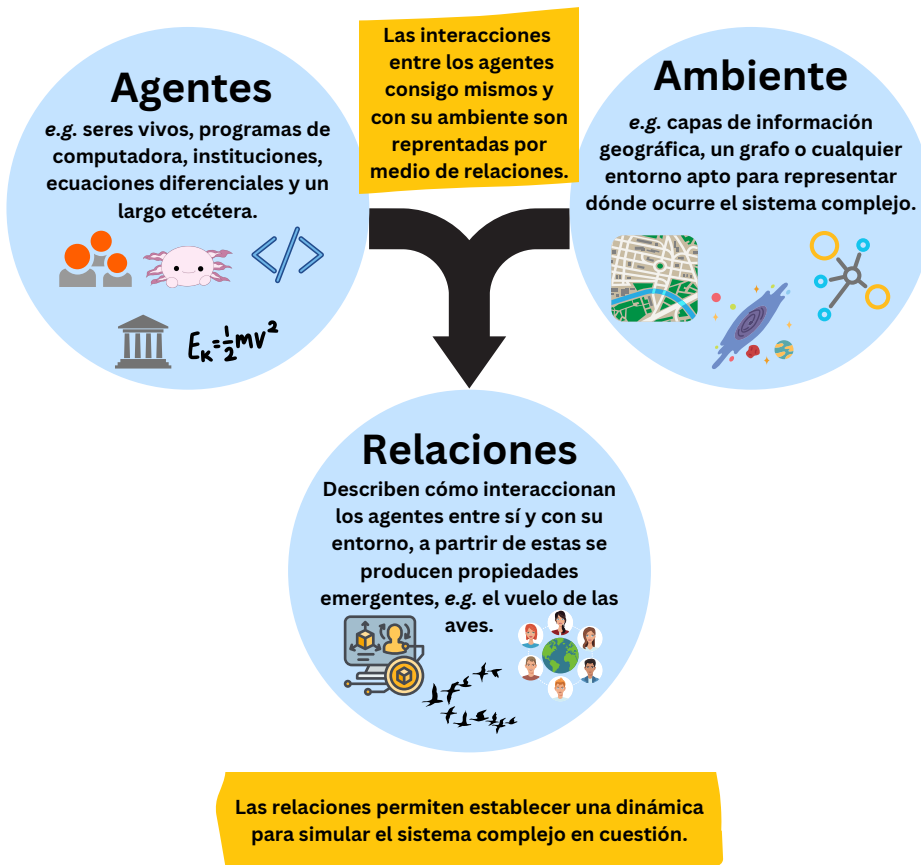 Agentes
e.g. seres vivos, programas de
computadora, instituciones,
ecuaciones diferenciales y un
largo etcétera.
</>
E_K=½mv²
Las interacciones
entre los agentes
consigo mismos y
con su ambiente son
reprentadas por
medio de relaciones.
Ambiente
e.g. capas de información
geográfica, un grafo o cualquier
entorno apto para representar
dónde ocurre el sistema complejo.
Relaciones
Describen cómo interaccionan
los agentes entre sí y con su
entorno, a partrir de estas se
producen propiedades
emergentes, e.g. el vuelo de las
aves.
Las relaciones permiten establecer una dinámica
para simular el sistema complejo en cuestión.